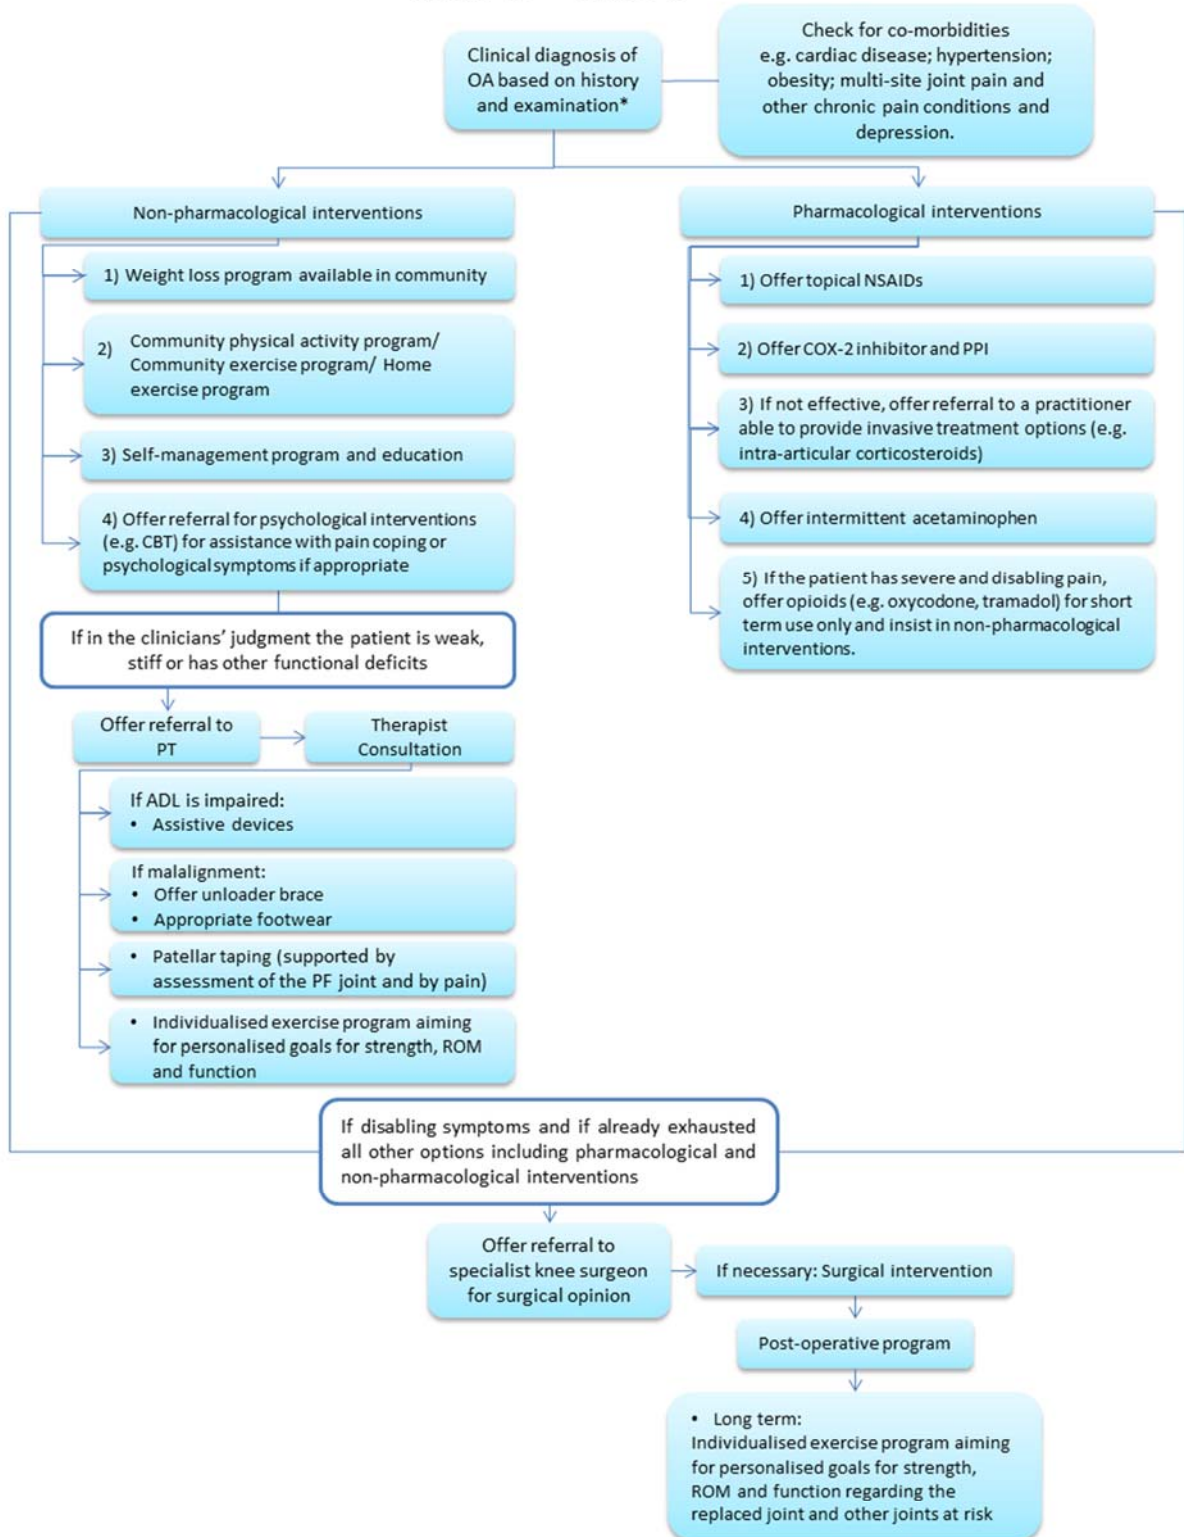 Clinical diagnosis of
OA based on history
and examination*
Check for co-morbidities
e.g. cardiac disease; hypertension;
obesity; multi-site joint pain and
other chronic pain conditions and
depression.
Non-pharmacological interventions
1) Weight loss program available in community
2) Community physical activity program/
Community exercise program/ Home
exercise program
3) Self-management program and education
4) Offer referral for psychological interventions
(e.g. CBT) for assistance with pain coping or
psychological symptoms if appropriate
If in the clinicians' judgment the patient is weak,
stiff or has other functional deficits
Offer referral to
PT
Therapist
Consultation
If ADL is impaired:
• Assistive devices
If malalignment:
• Offer unloader brace
• Appropriate footwear
• Patellar taping (supported by
assessment of the PF joint and by pain)
• Individualised exercise program aiming
for personalised goals for strength, ROM
and function
Pharmacological interventions
1) Offer topical NSAIDs
2) Offer COX-2 inhibitor and PPI
3) If not effective, offer referral to a practitioner
able to provide invasive treatment options (e.g.
intra-articular corticosteroids)
4) Offer intermittent acetaminophen
5) If the patient has severe and disabling pain,
offer opioids (e.g. oxycodone, tramadol) for short
term use only and insist in non-pharmacological
interventions.
If disabling symptoms and if already exhausted
all other options including pharmacological and
non-pharmacological interventions
Offer referral to
specialist knee surgeon
for surgical opinion
If necessary: Surgical intervention
Post-operative program
• Long term:
Individualised exercise program aiming
for personalised goals for strength,
ROM and function regarding the
replaced joint and other joints at risk